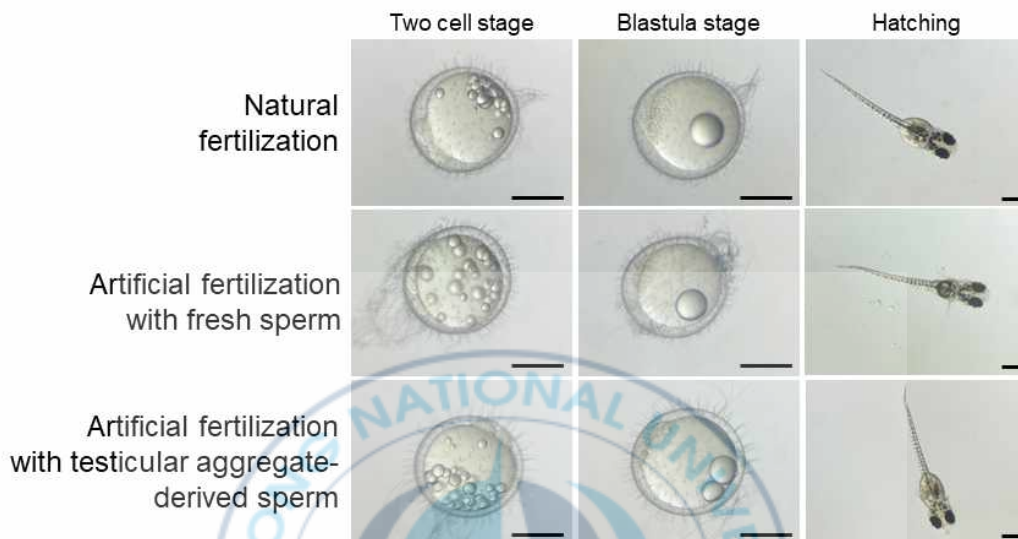 Two cell stage Blastula stage Hatching
Natural
fertilization
Artificial fertilization
with fresh sperm
Artificial fertilization
with testicular aggregate-
derived sperm
NATIONAL